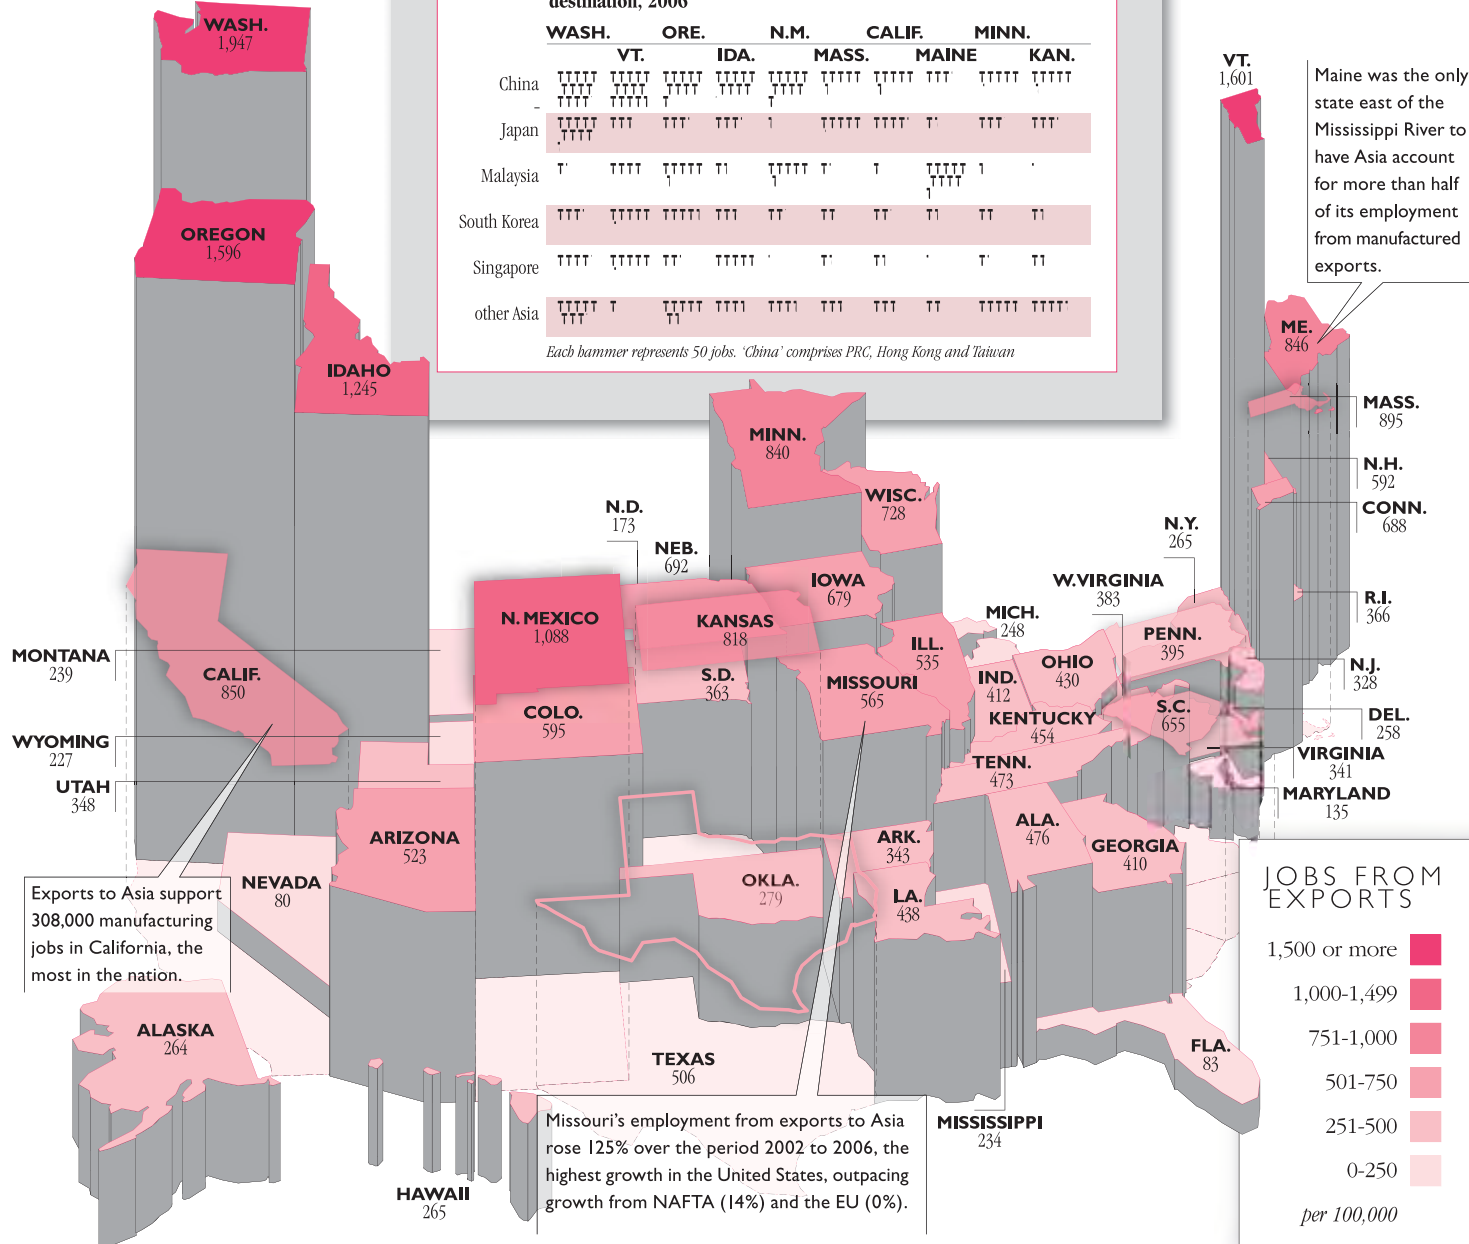 destination, 2006
WASH. ORE. N.M. CALIF. MINN.
VT. IDA. MASS. MAINE KAN.
China
Japan
Malaysia
South Korea
Singapore
other Asia
Each hammer represents 50 jobs. ‘China’ comprises PRC, Hong Kong and Taiwan
WASH.
1,947
OREGON
1,596
IDAHO
1,245
VT.
1,601
Maine was the only
state east of the
Mississippi River to
have Asia account
for more than half
of its employment
from manufactured
exports.
ME.
846
MASS.
895
N.H.
592
CONN.
688
R.I.
366
N.J.
328
DEL.
258
VIRGINIA
341
MARYLAND
135
MINN.
840
WISC.
728
N.D.
173
NEB.
692
IOWA
679
N.Y.
265
W.VIRGINIA
383
MICH.
248
PENN.
395
N. MEXICO
1,088
KANSAS
818
ILL.
535
OHIO
430
IND.
412
S.D.
363
MISSOURI
565
S.C.
655
KENTUCKY
454
COLO.
595
TENN.
473
MONTANA
239
CALIF.
850
WYOMING
227
UTAH
348
ARIZONA
523
ARK.
343
ALA.
476
GEORGIA
410
NEVADA
80
OKLA.
279
LA.
438
Exports to Asia support
308,000 manufacturing
jobs in California, the
most in the nation.
ALASKA
264
TEXAS
506
FLA.
83
MISSISSIPPI
234
HAWAII
265
Missouri’s employment from exports to Asia
rose 125% over the period 2002 to 2006, the
highest growth in the United States, outpacing
growth from NAFTA (14%) and the EU (0%).
JOBS FROM
EXPORTS
1,500 or more
1,000-1,499
751-1,000
501-750
251-500
0-250
per 100,000